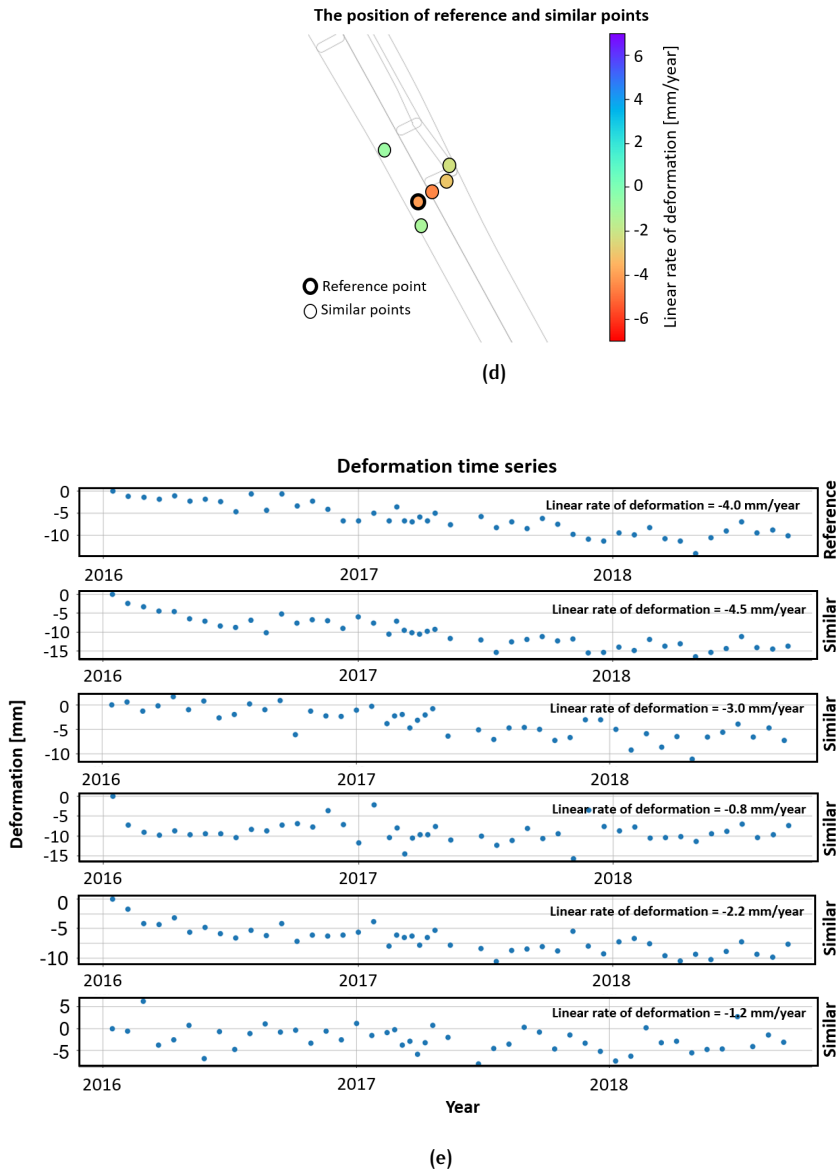 The position of reference and similar points
6
4
2
0
-2
-4
-6
Linear rate of deformation [mm/year]
Reference point
Similar points
(d)
Deformation time series
0
-5
-10
Linear rate of deformation = -4.0 mm/year
Reference
2016
2017
2018
0
-5
-10
-15
Linear rate of deformation = -4.5 mm/year
Similar
2016
2017
2018
0
-5
-10
Linear rate of deformation = -3.0 mm/year
Similar
2016
2017
2018
Deformation [mm]
0
-5
-10
-15
Linear rate of deformation = -0.8 mm/year
Similar
2016
2017
2018
0
-5
-10
Linear rate of deformation = -2.2 mm/year
Similar
2016
2017
2018
5
0
-5
Linear rate of deformation = -1.2 mm/year
Similar
2016
2017
2018
Year
(e)